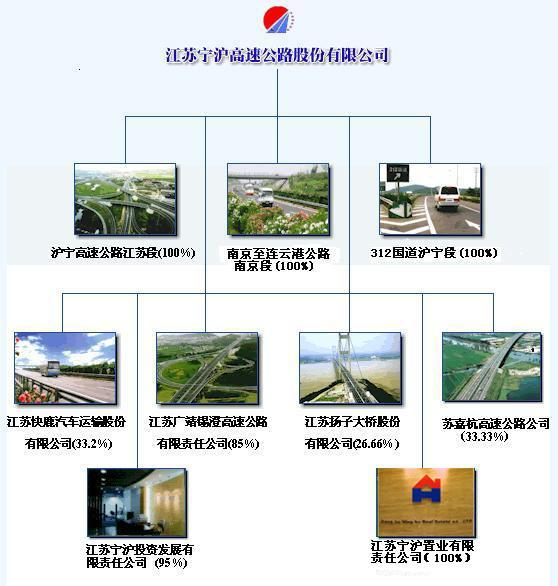 江苏宁沪高速公路股份有限公司
沪宁高速公路江苏段(100%)
南京至连云港公路
南京段(100%)
312国道沪宁段(100%)
江苏快鹿汽车运输股份
有限公司(33.2%)
江苏广靖锡澄高速公路
有限责任公司(85%)
江苏扬子大桥股份
有限公司(26.66%)
苏嘉杭高速公路公司
(33.33%)
江苏宁沪投资发展有
限责任公司 (95%)
江苏宁沪置业有限
责任公司(100%)